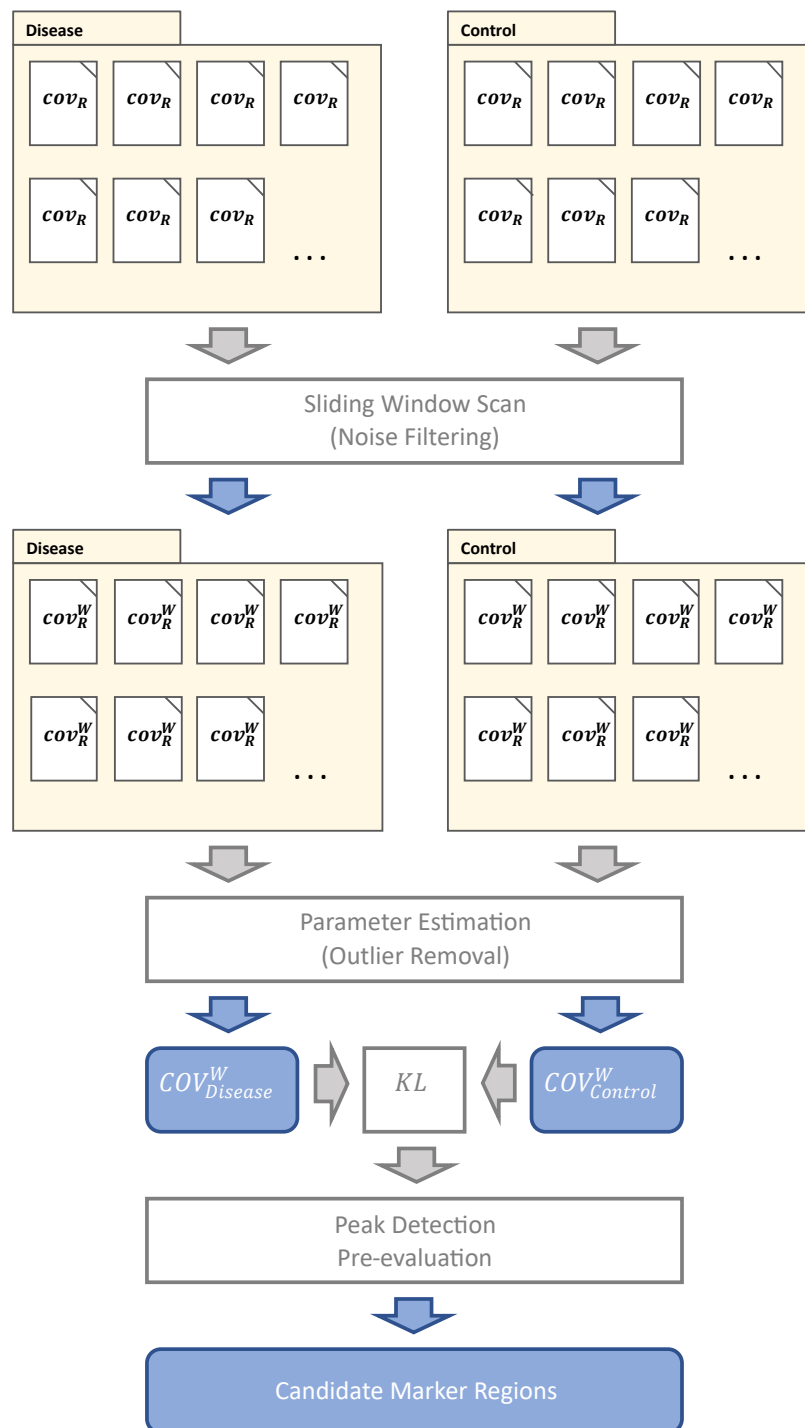 Disease Control
cov_R cov_R cov_R cov_R cov_R cov_R cov_R cov_R
cov_R cov_R cov_R ... cov_R cov_R cov_R ...
Sliding Window Scan
(Noise Filtering)
Disease Control
cov_R^W cov_R^W cov_R^W cov_R^W cov_R^W cov_R^W cov_R^W cov_R^W
cov_R^W cov_R^W cov_R^W ... cov_R^W cov_R^W cov_R^W ...
Parameter Estimation
(Outlier Removal)
COV_Disease^W KL COV_Control^W
Peak Detection
Pre-evaluation
Candidate Marker Regions